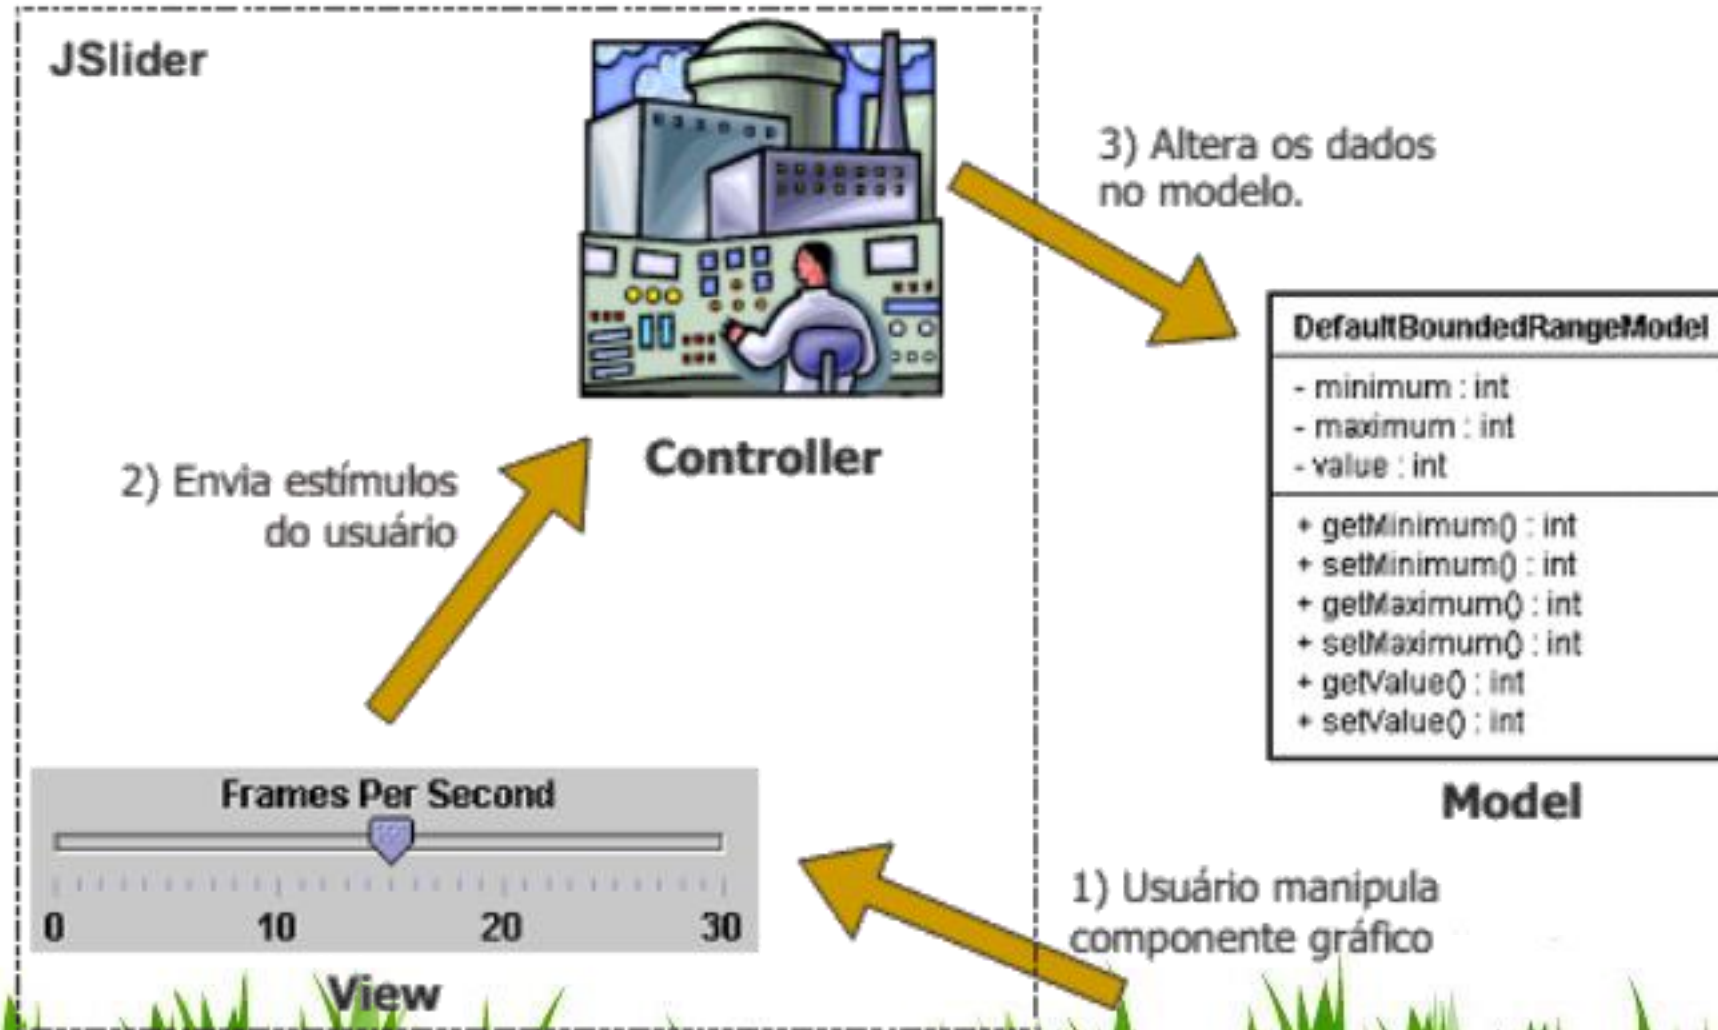 JSlider
3) Altera os dados
no modelo.
DefaultBoundedRangeModel
- minimum : int
- maximum : int
- value : int
+ getMinimum() : int
+ setMinimum() : int
+ getMaximum() : int
+ setMaximum() : int
+ getValue() : int
+ setValue() : int
Model
Controller
2) Envia estímulos
do usuário
Frames Per Second
0 10 20 30
View
1) Usuário manipula
componente gráfico